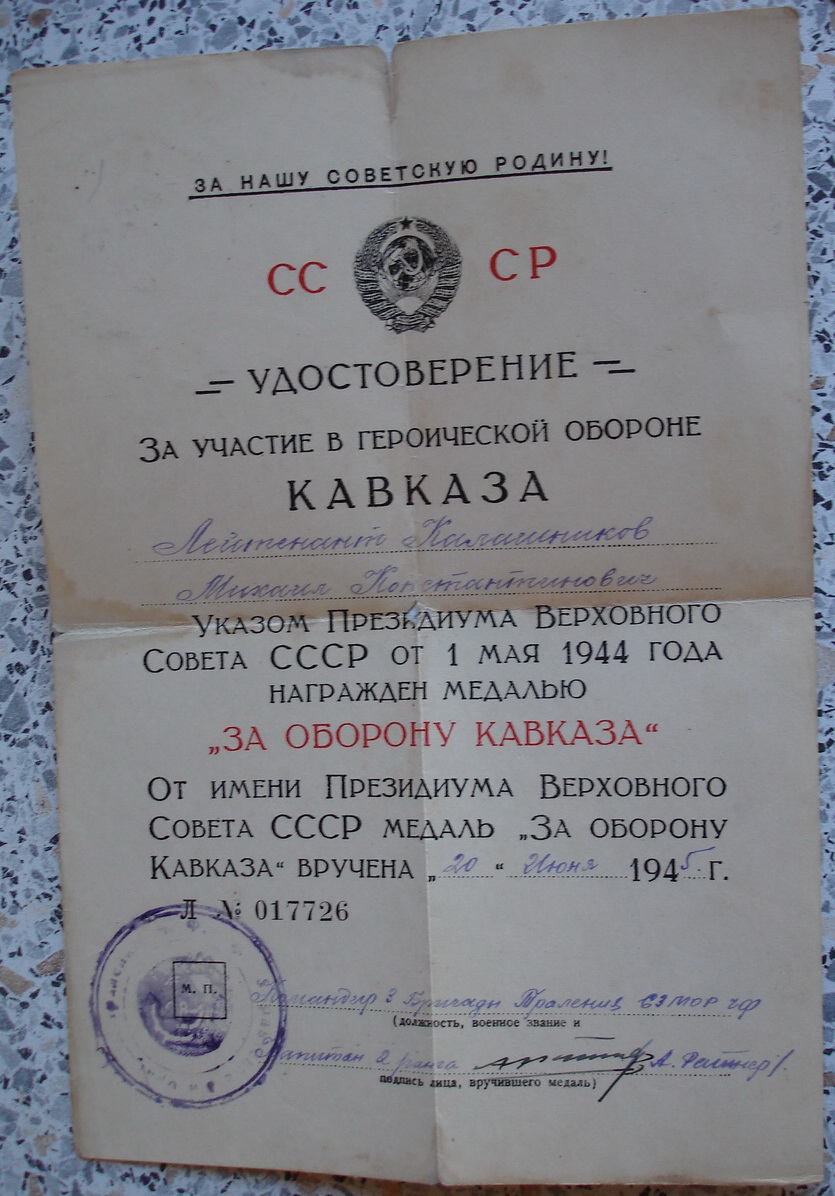 ЗА НАШУ СОВЕТСКУЮ РОДИНУ!
СС СР
УДОСТОВЕРЕНИЕ
ЗА УЧАСТИЕ В ГЕРОИЧЕСКОЙ ОБОРОНЕ
КАВКАЗА
Лейтенант Калашников
Михаил Константинович
УКАЗОМ ПРЕЗИДИУМА ВЕРХОВНОГО
СОВЕТА СССР ОТ 1 МАЯ 1944 ГОДА
НАГРАЖДЕН МЕДАЛЬЮ
„ЗА ОБОРОНУ КАВКАЗА“
ОТ ИМЕНИ ПРЕЗИДИУМА ВЕРХОВНОГО
СОВЕТА СССР МЕДАЛЬ „ЗА ОБОРОНУ
КАВКАЗА“ ВРУЧЕНА „20“ Июня 1945 Г.
Л № 017726
М. П.
Командир 3 Бригады Траления ЧФ
(должность, военное звание и
Капитан 2 ранга А.
подпись лица, вручившего медаль)